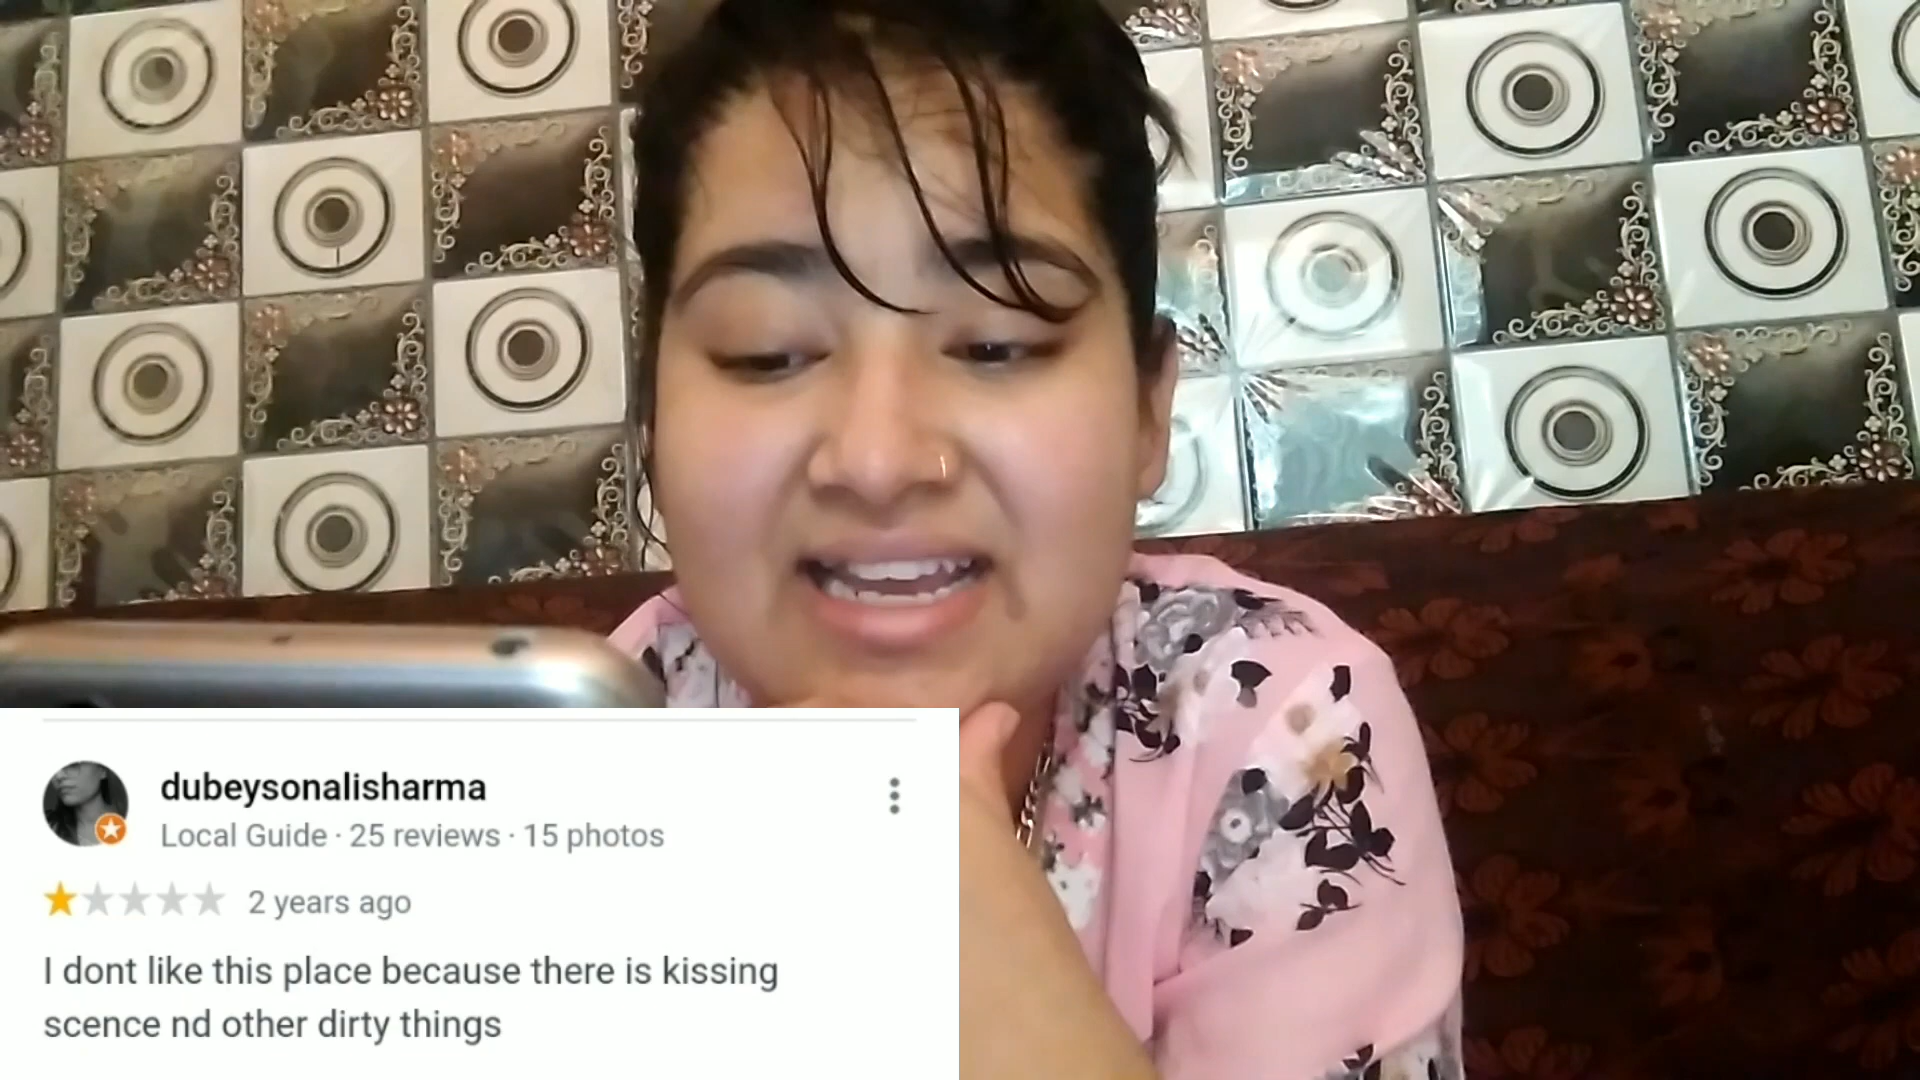 dubeysonalisharma
Local Guide · 25 reviews · 15 photos
2 years ago
I dont like this place because there is kissing
scence nd other dirty things